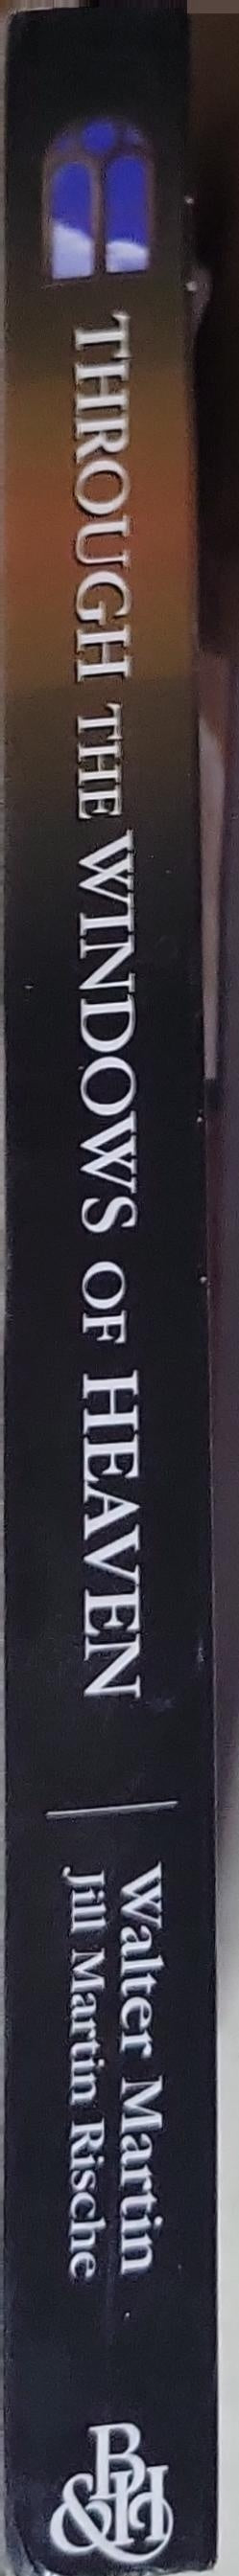 THROUGH THE WINDOWS OF HEAVEN
Walter Martin
Jill Martin Rische
B&H